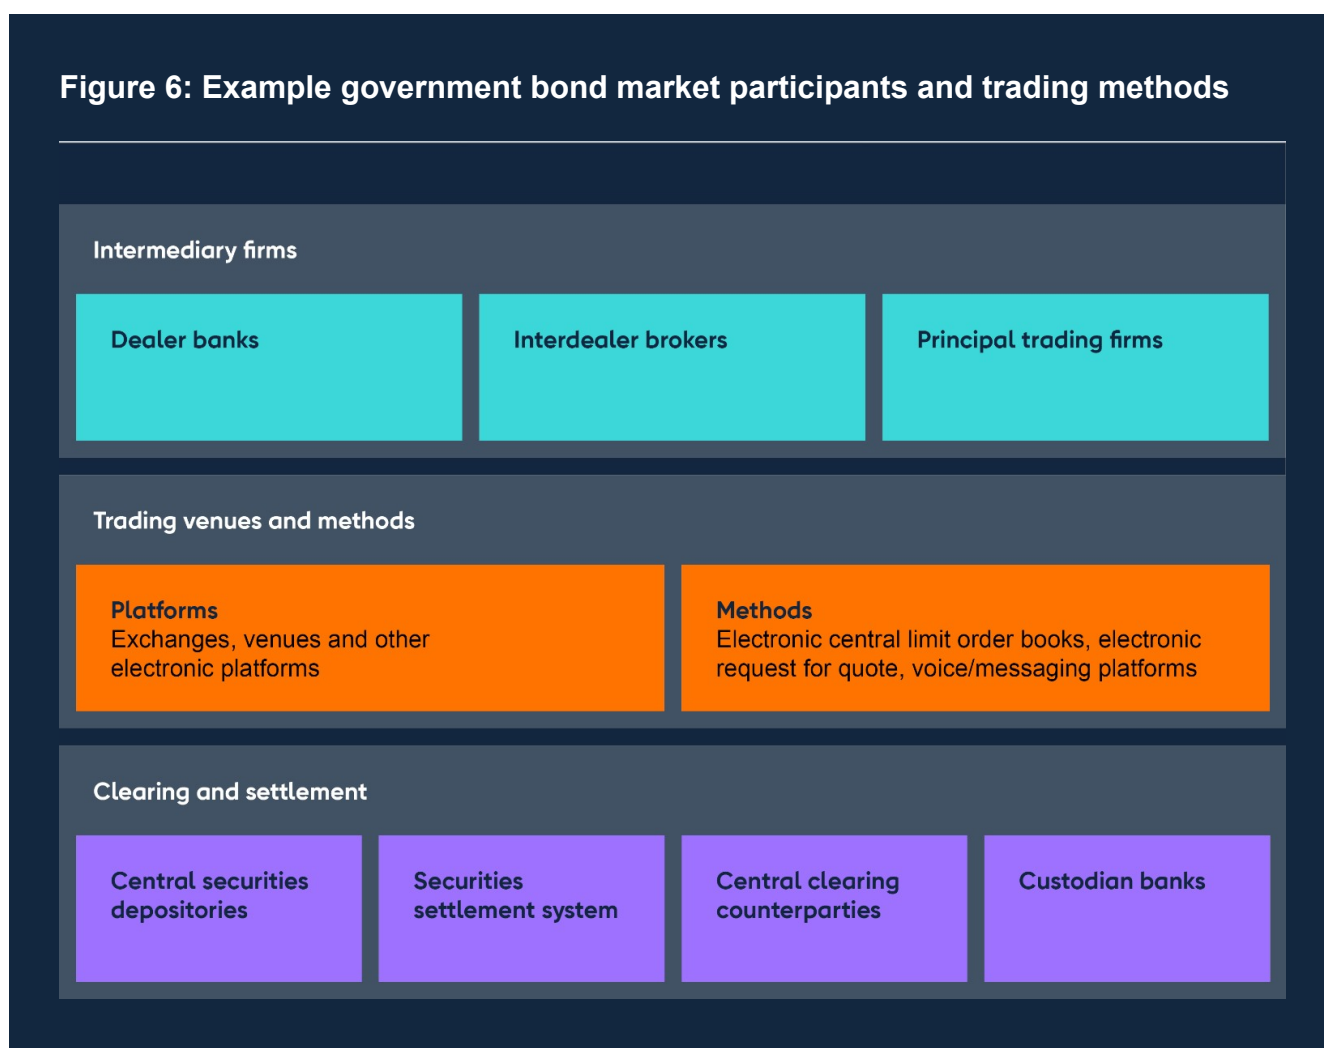 Figure 6: Example government bond market participants and trading methods
Intermediary firms
Dealer banks
Interdealer brokers
Principal trading firms
Trading venues and methods
Platforms
Exchanges, venues and other
electronic platforms
Methods
Electronic central limit order books, electronic
request for quote, voice/messaging platforms
Clearing and settlement
Central securities
depositories
Securities
settlement system
Central clearing
counterparties
Custodian banks